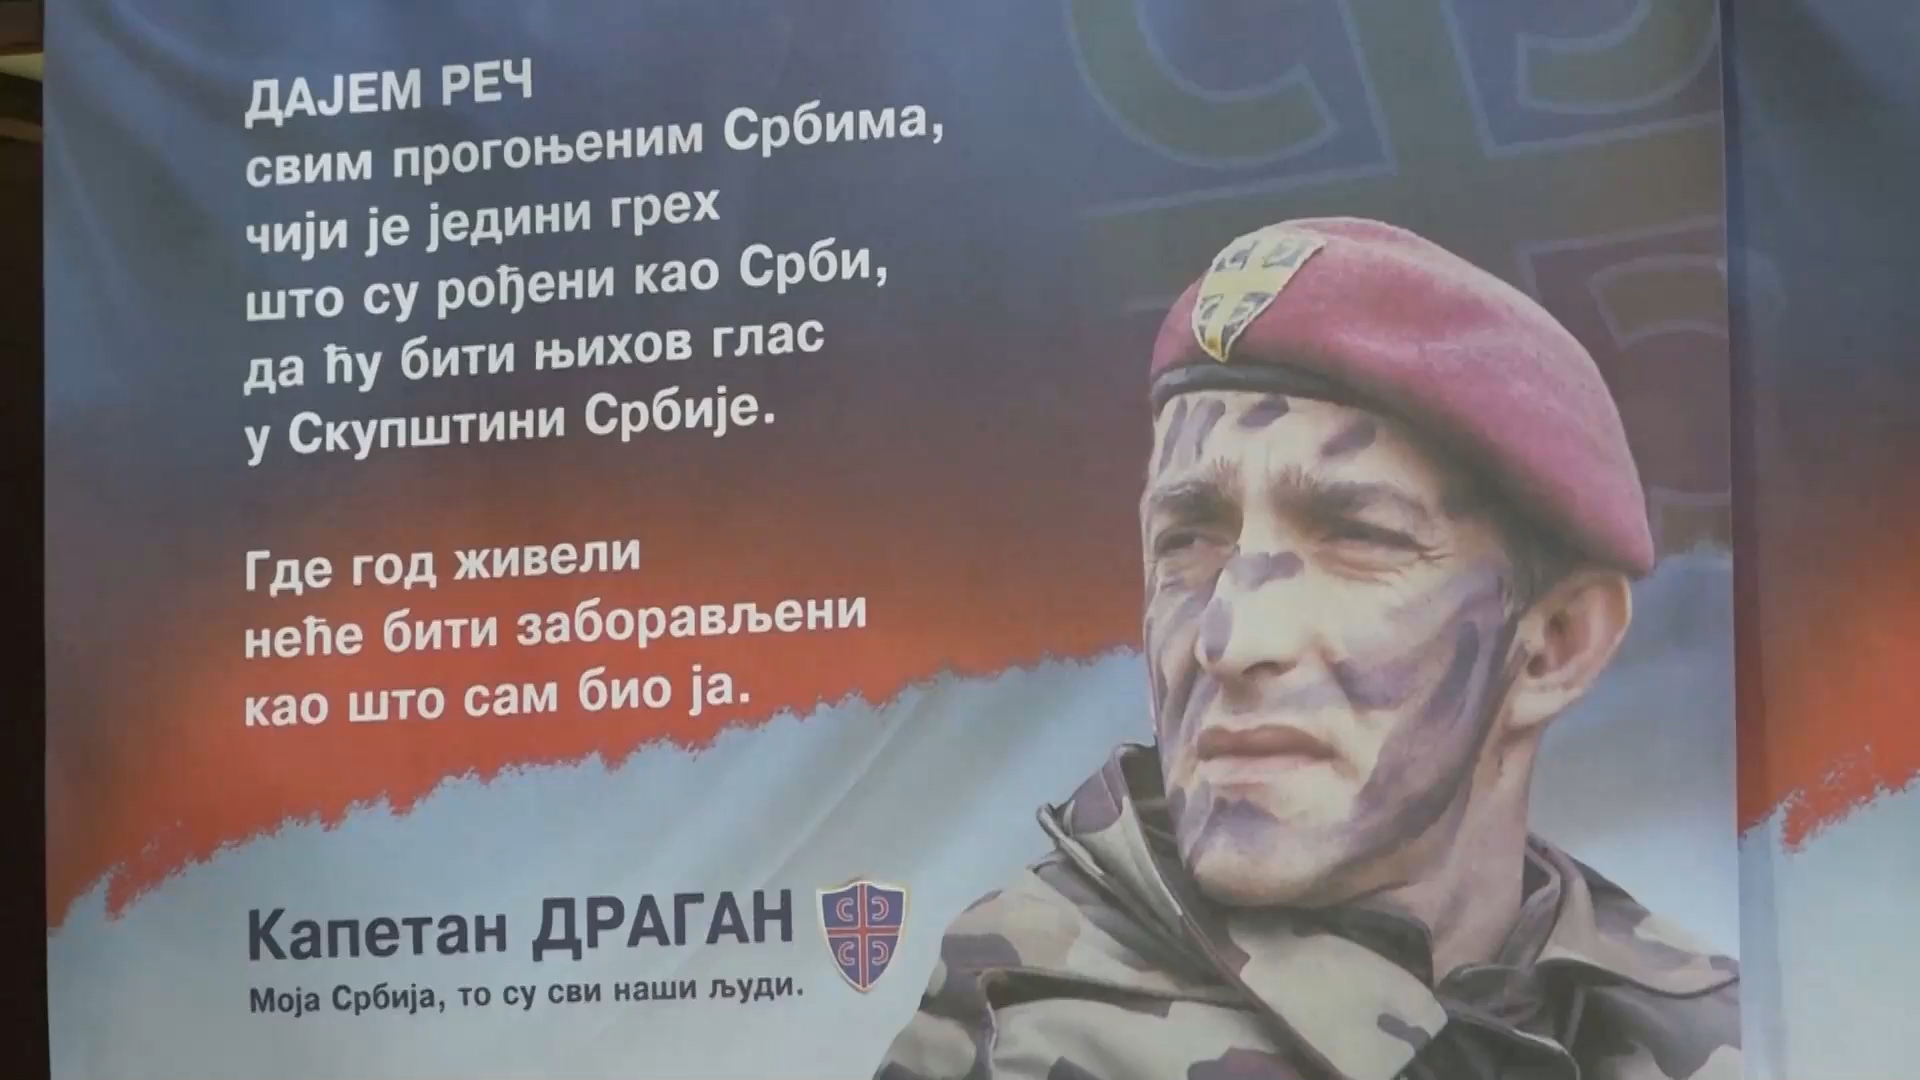 ДАЈЕМ РЕЧ
свим прогоњеним Србима,
чији је једини грех
што су рођени као Срби,
да ћу бити њихов глас
у Скупштини Србије.
Где год живели
неће бити заборављени
као што сам био ја.
Капетан ДРАГАН
Моја Србија, то су сви наши људи.